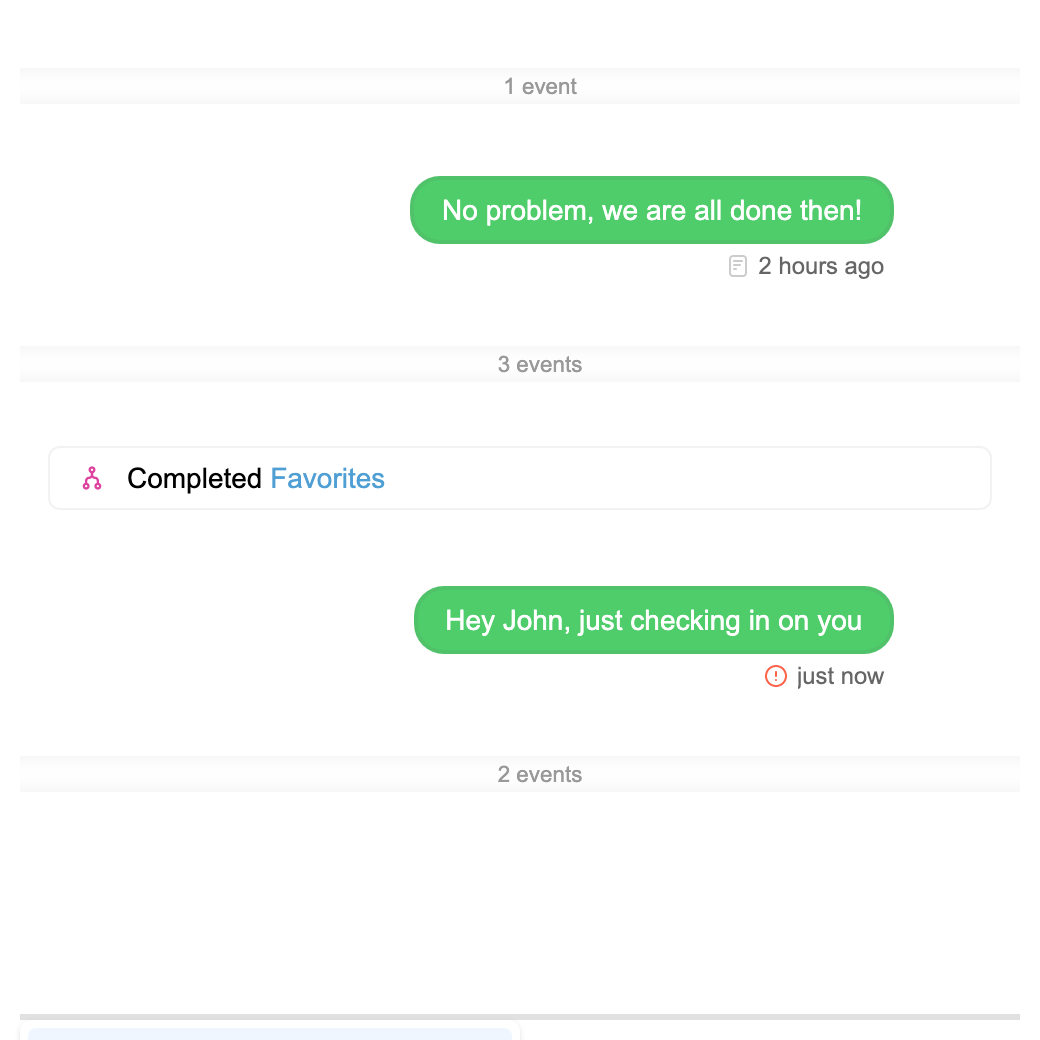 1 event
No problem, we are all done then!
2 hours ago
3 events
Completed Favorites
Hey John, just checking in on you
just now
2 events